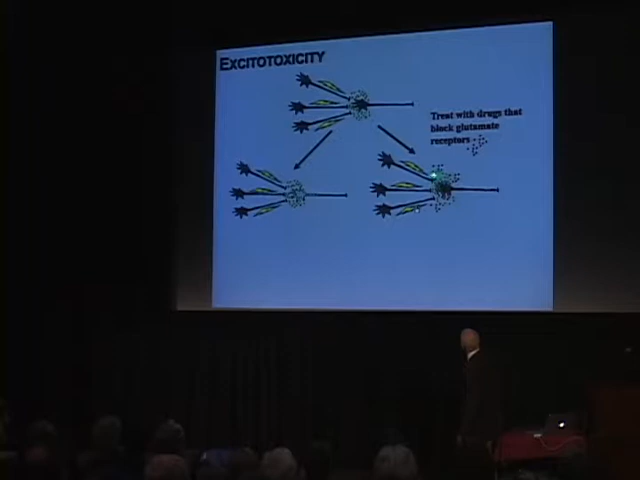 EXCITOTOXICITY
Treat with drugs that
block glutamate
receptors